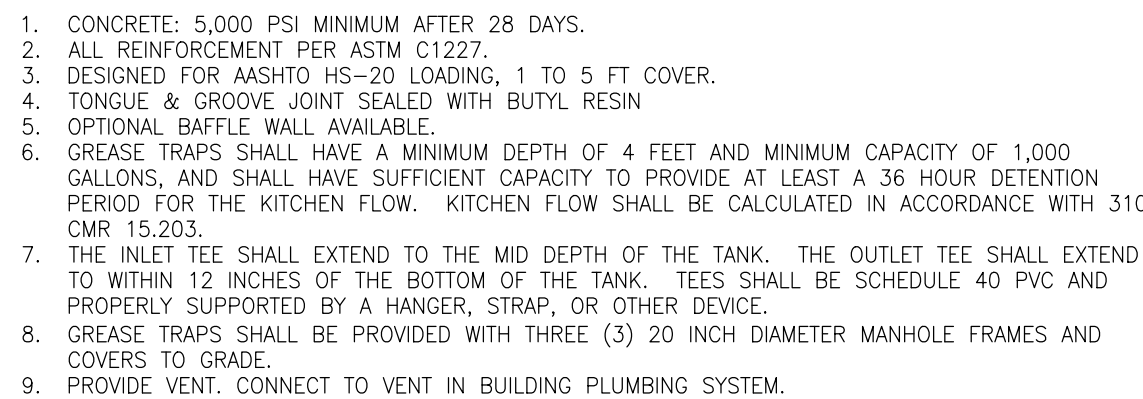 1. CONCRETE: 5,000 PSI MINIMUM AFTER 28 DAYS.
2. ALL REINFORCEMENT PER ASTM C1227.
3. DESIGNED FOR AASHTO HS-20 LOADING, 1 TO 5 FT COVER.
4. TONGUE & GROOVE JOINT SEALED WITH BUTYL RESIN
5. OPTIONAL BAFFLE WALL AVAILABLE.
6. GREASE TRAPS SHALL HAVE A MINIMUM DEPTH OF 4 FEET AND MINIMUM CAPACITY OF 1,000
GALLONS, AND SHALL HAVE SUFFICIENT CAPACITY TO PROVIDE AT LEAST A 36 HOUR DETENTION
PERIOD FOR THE KITCHEN FLOW. KITCHEN FLOW SHALL BE CALCULATED IN ACCORDANCE WITH 310
CMR 15.203.
7. THE INLET TEE SHALL EXTEND TO THE MID DEPTH OF THE TANK. THE OUTLET TEE SHALL EXTEND
TO WITHIN 12 INCHES OF THE BOTTOM OF THE TANK. TEES SHALL BE SCHEDULE 40 PVC AND
PROPERLY SUPPORTED BY A HANGER, STRAP, OR OTHER DEVICE.
8. GREASE TRAPS SHALL BE PROVIDED WITH THREE (3) 20 INCH DIAMETER MANHOLE FRAMES AND
COVERS TO GRADE.
9. PROVIDE VENT. CONNECT TO VENT IN BUILDING PLUMBING SYSTEM.